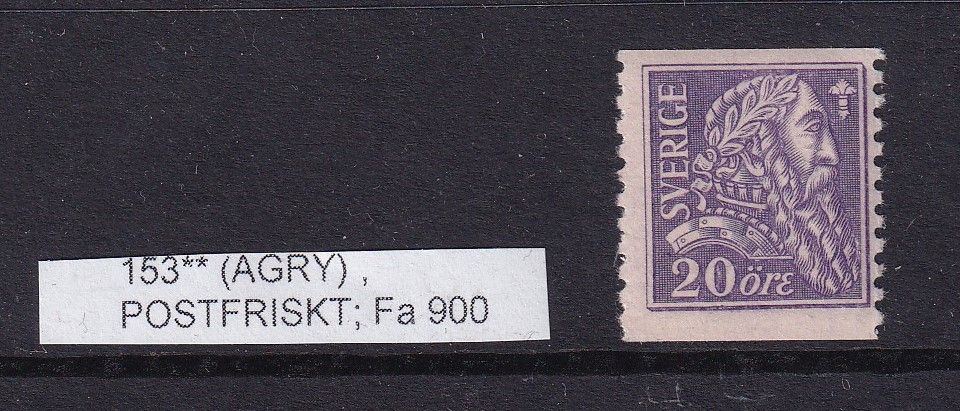 153** (AGRY) ,
POSTFRISKT; Fa 900
SVERIGE
20 öre